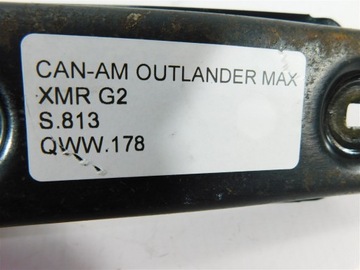 CAN-AM OUTLANDER MAX
XMR G2
S.813
QWW.178